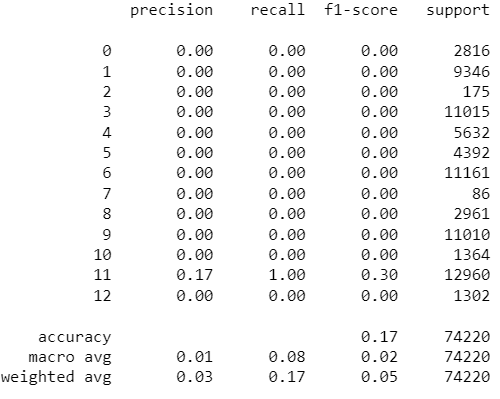 precision recall f1-score support
0 0.00 0.00 0.00 2816
1 0.00 0.00 0.00 9346
2 0.00 0.00 0.00 175
3 0.00 0.00 0.00 11015
4 0.00 0.00 0.00 5632
5 0.00 0.00 0.00 4392
6 0.00 0.00 0.00 11161
7 0.00 0.00 0.00 86
8 0.00 0.00 0.00 2961
9 0.00 0.00 0.00 11010
10 0.00 0.00 0.00 1364
11 0.17 1.00 0.30 12960
12 0.00 0.00 0.00 1302
accuracy 0.17 74220
macro avg 0.01 0.08 0.02 74220
weighted avg 0.03 0.17 0.05 74220